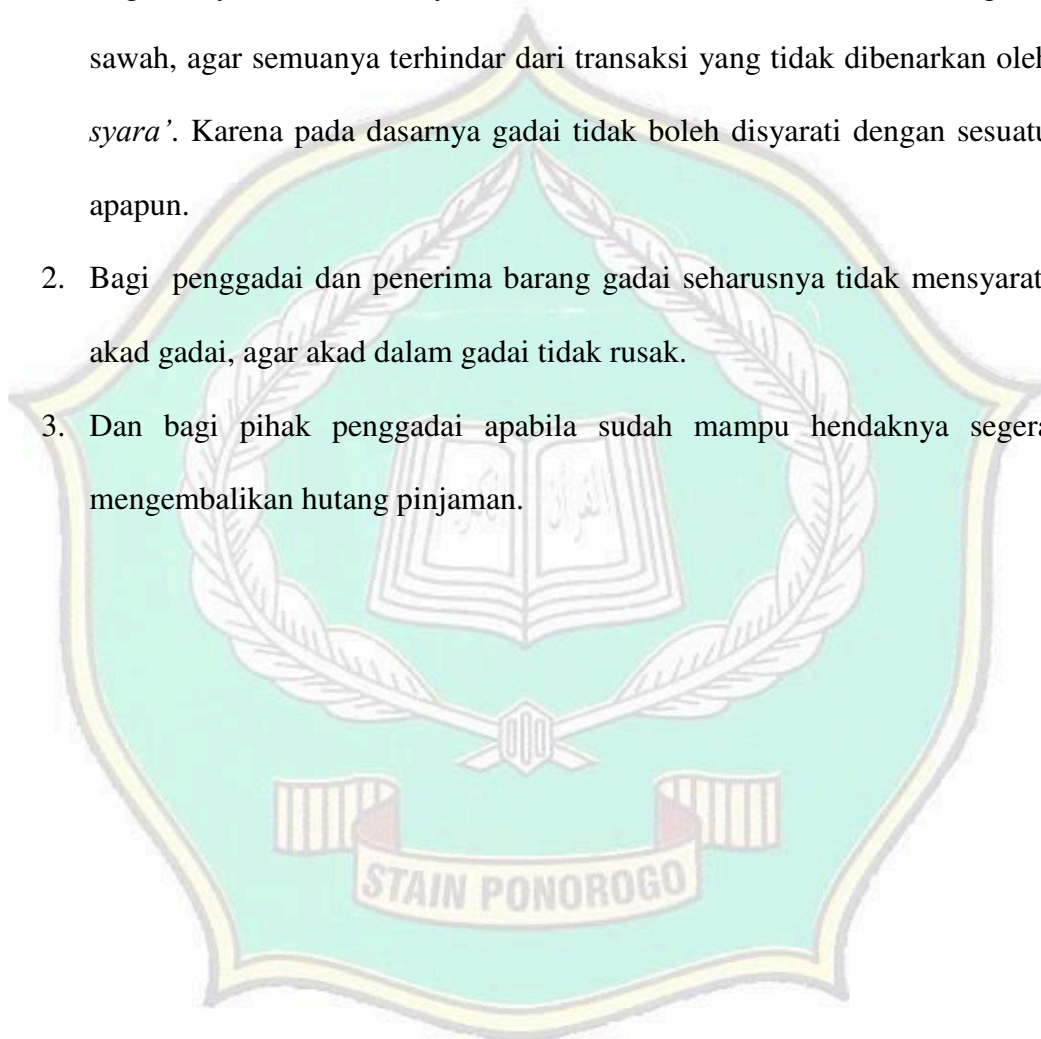 sawah, agar semuanya terhindar dari transaksi yang tidak dibenarkan oleh
syara’. Karena pada dasarnya gadai tidak boleh disyarati dengan sesuatu
apapun.
2. Bagi penggadai dan penerima barang gadai seharusnya tidak mensyarati
akad gadai, agar akad dalam gadai tidak rusak.
3. Dan bagi pihak penggadai apabila sudah mampu hendaknya segera
mengembalikan hutang pinjaman.
STAIN PONOROGO